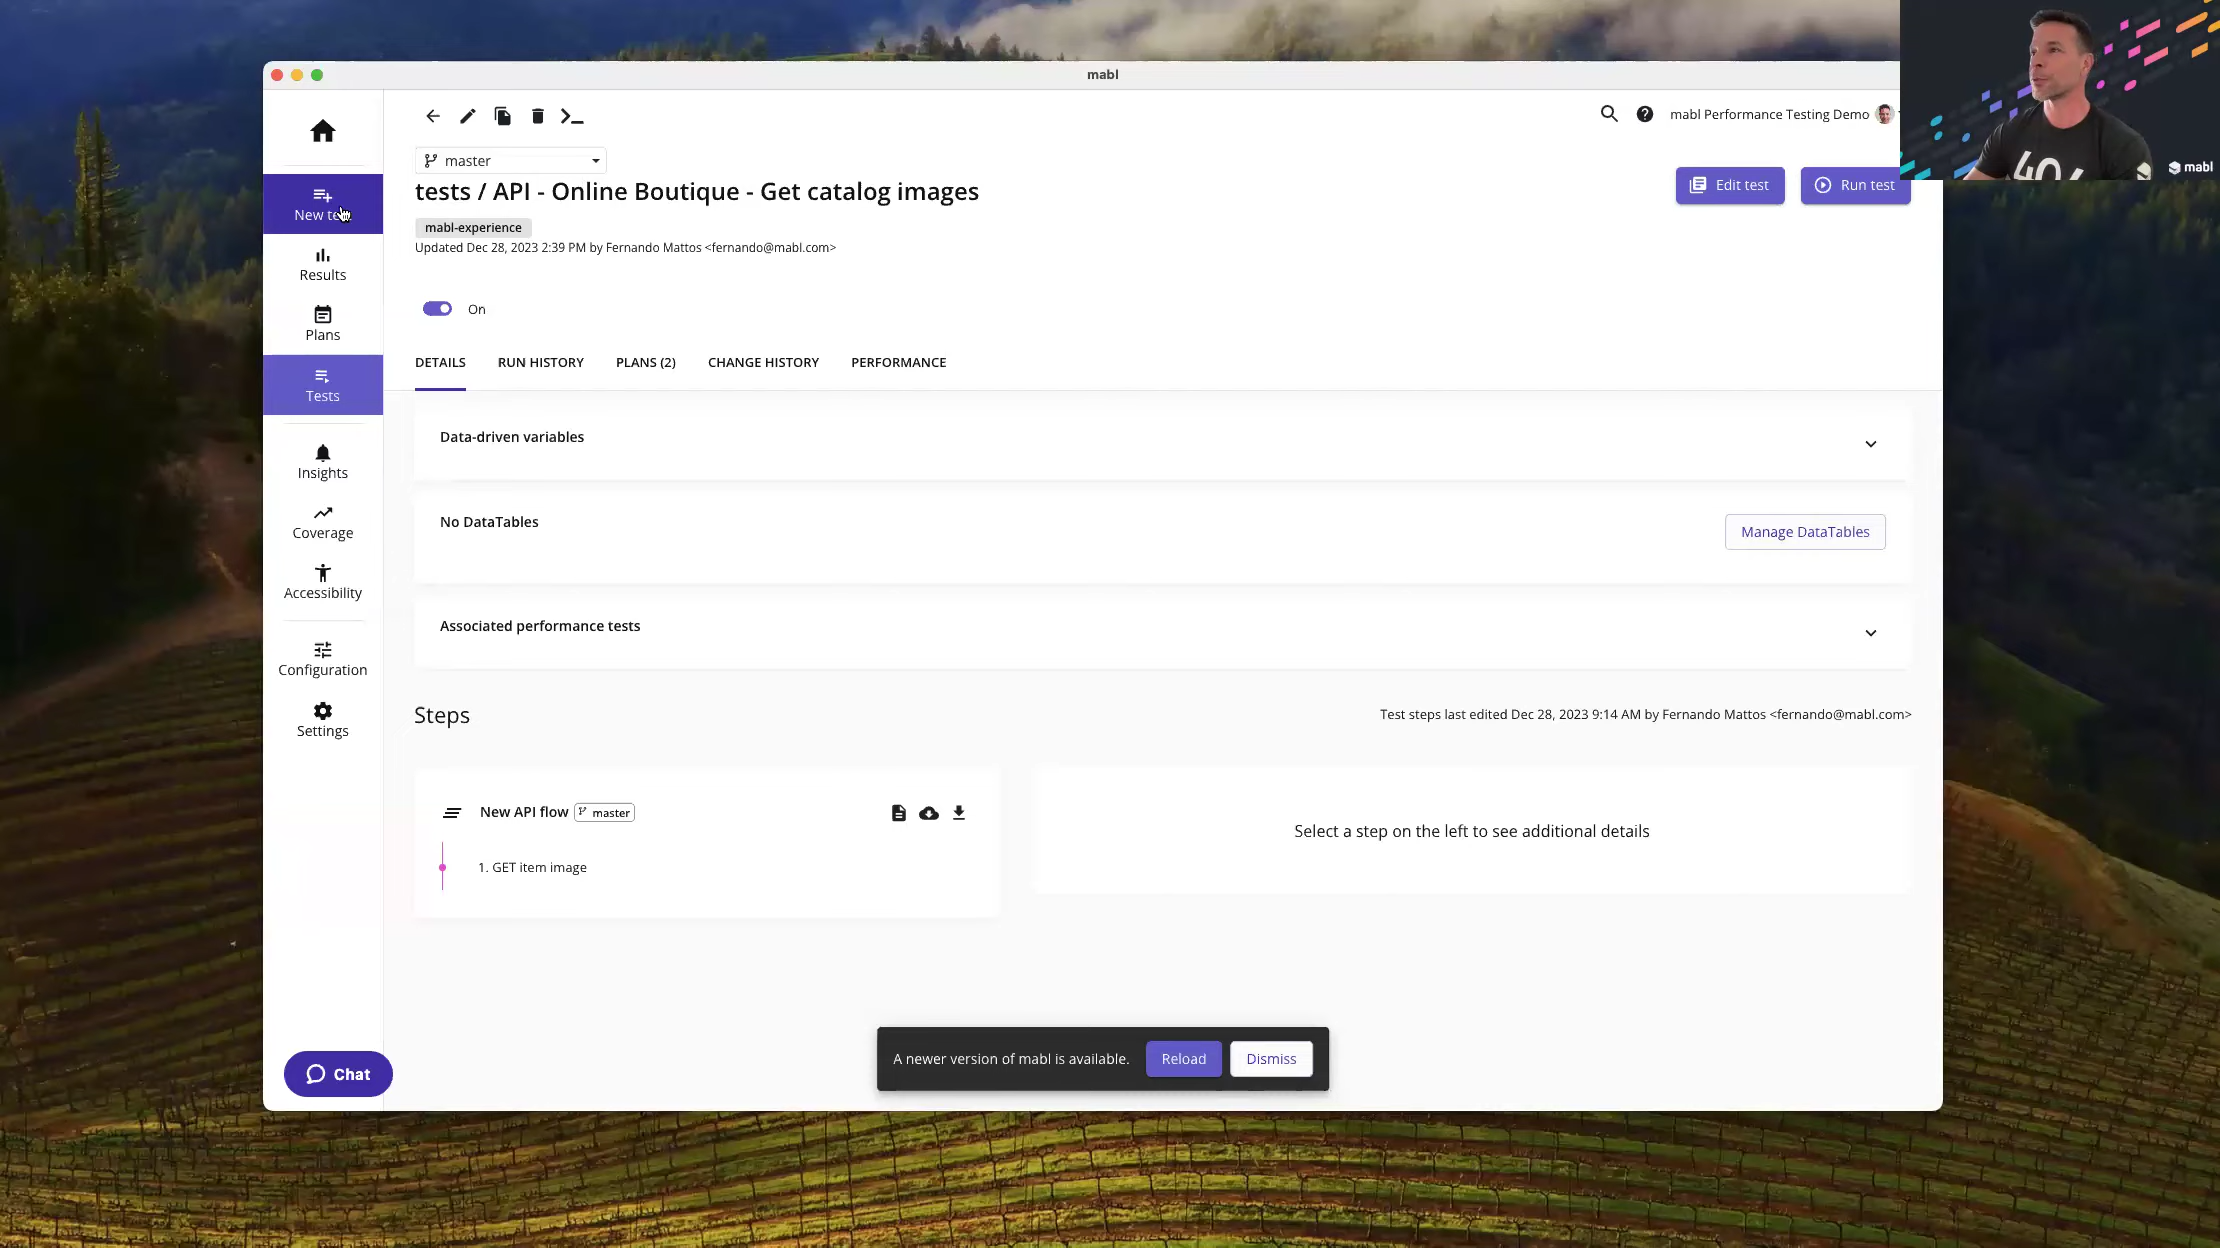 mabl
mabl Performance Testing Demo
404
mabl
master
tests / API - Online Boutique - Get catalog images
Edit test
Run test
mabl-experience
Updated Dec 28, 2023 2:39 PM by Fernando Mattos <fernando@mabl.com>
On
DETAILS
RUN HISTORY
PLANS (2)
CHANGE HISTORY
PERFORMANCE
New
Results
Plans
Tests
Insights
Coverage
Accessibility
Configuration
Settings
Chat
Data-driven variables
No DataTables
Manage DataTables
Associated performance tests
Steps
Test steps last edited Dec 28, 2023 9:14 AM by Fernando Mattos <fernando@mabl.com>
New API flow
master
1. GET item image
Select a step on the left to see additional details
A newer version of mabl is available.
Reload
Dismiss